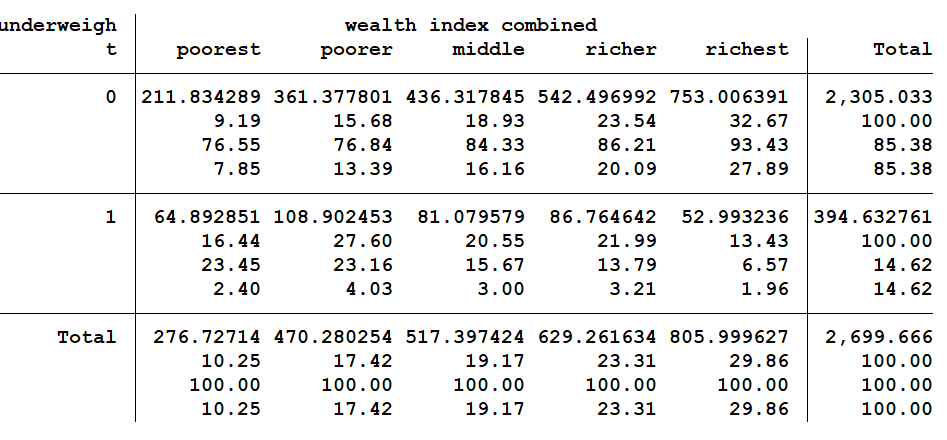 underweigh wealth index combined
t poorest poorer middle richer richest Total
0 211.834289 361.377801 436.317845 542.496992 753.006391 2,305.033
9.19 15.68 18.93 23.54 32.67 100.00
76.55 76.84 84.33 86.21 93.43 85.38
7.85 13.39 16.16 20.09 27.89 85.38
1 64.892851 108.902453 81.079579 86.764642 52.993236 394.632761
16.44 27.60 20.55 21.99 13.43 100.00
23.45 23.16 15.67 13.79 6.57 14.62
2.40 4.03 3.00 3.21 1.96 14.62
Total 276.72714 470.280254 517.397424 629.261634 805.999627 2,699.666
10.25 17.42 19.17 23.31 29.86 100.00
100.00 100.00 100.00 100.00 100.00 100.00
10.25 17.42 19.17 23.31 29.86 100.00